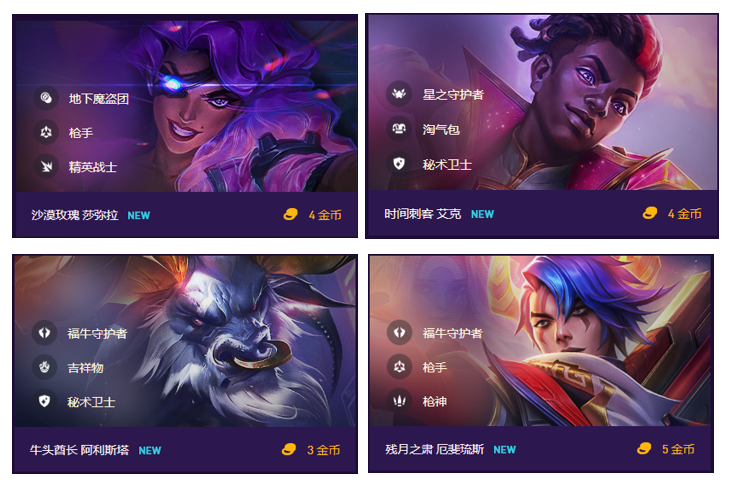 地下魔盗团
枪手
精英战士
沙漠玫瑰 莎弥拉 NEW 4 金币
星之守护者
淘气包
秘术卫士
时间刺客 艾克 NEW 4 金币
福牛守护者
吉祥物
秘术卫士
牛头酋长 阿利斯塔 NEW 3 金币
福牛守护者
枪手
枪神
残月之肃 厄斐琉斯 NEW 5 金币